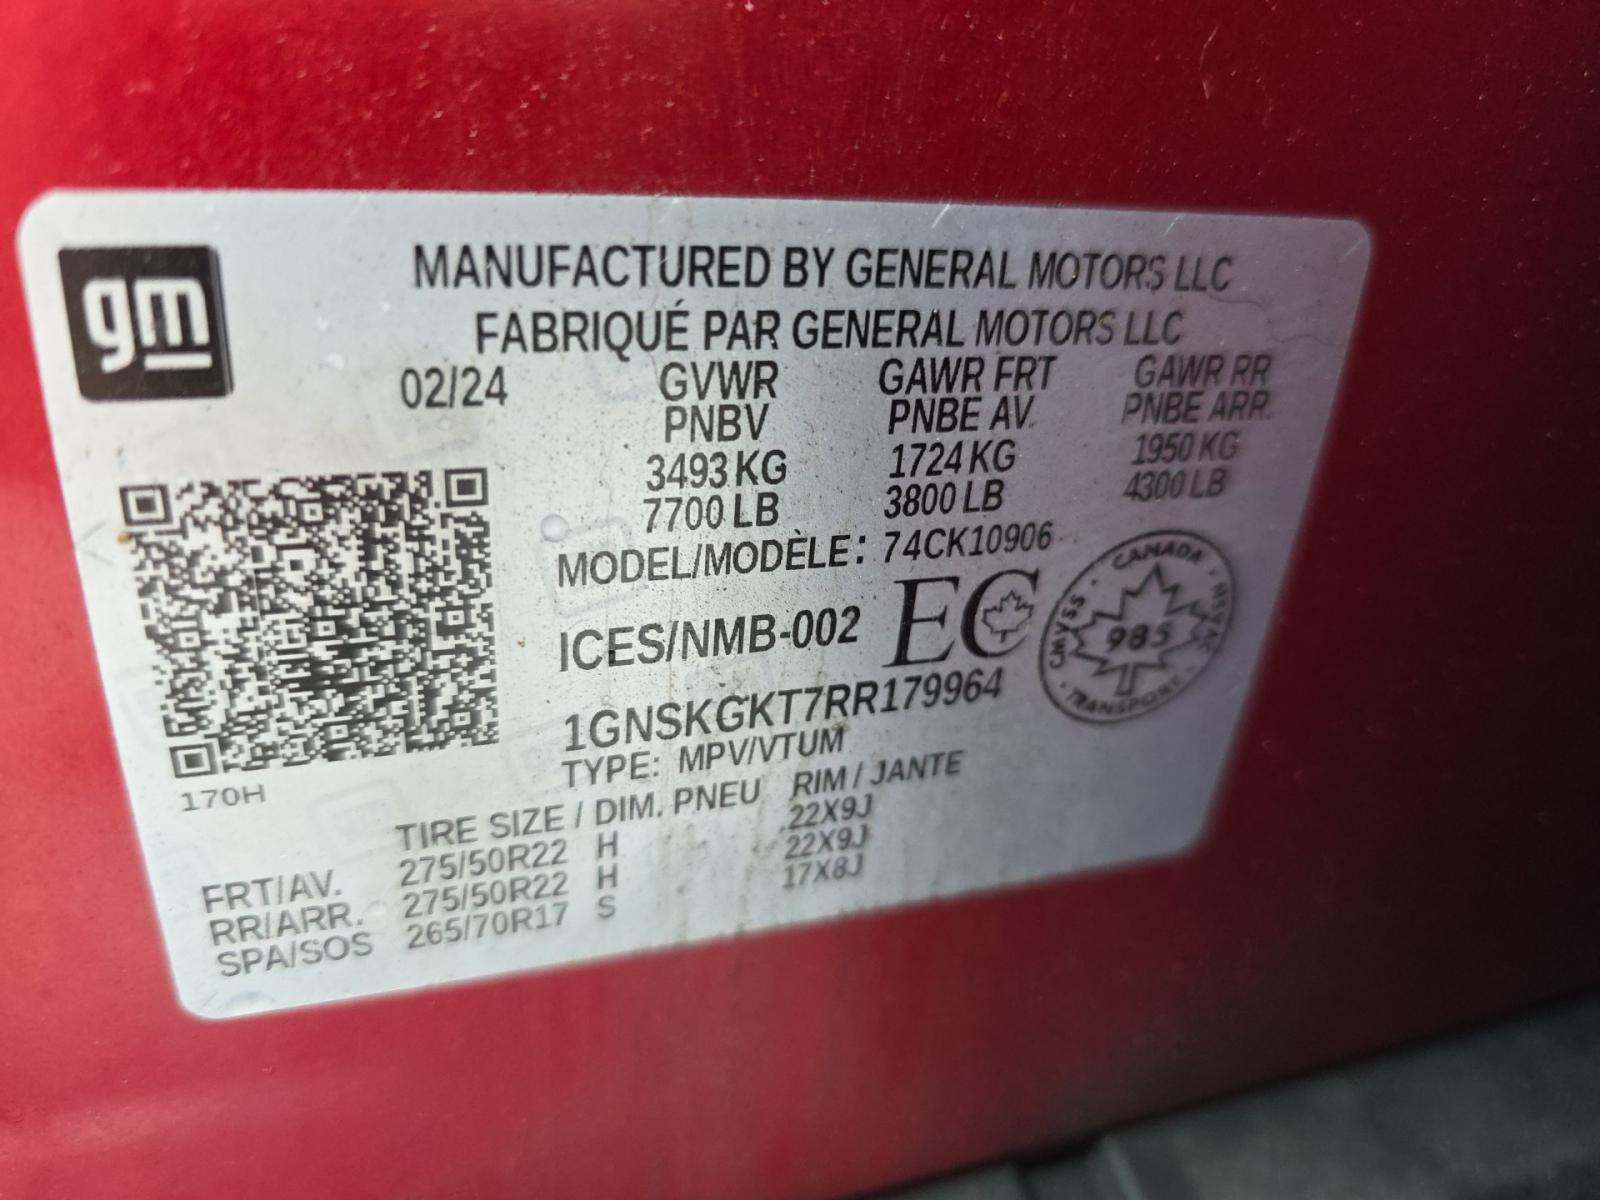 gm
MANUFACTURED BY GENERAL MOTORS LLC
FABRIQUÉ PAR GENERAL MOTORS LLC
02/24 GVWR GAWR FRT GAWR RR
PNBV PNBE AV. PNBE ARR.
3493 KG 1724 KG 1950 KG
7700 LB 3800 LB 4300 LB
MODEL/MODÈLE: 74CK10906
ICES/NMB-002 EC
CANADA
CMVSS NSVAC
985
TRANSPORT
1GNSKGKT7RR179964
TYPE: MPV/VTUM
170H
TIRE SIZE / DIM. PNEU RIM / JANTE
FRT/AV. 275/50R22 H 22X9J
RR/ARR. 275/50R22 H 22X9J
SPA/SOS 265/70R17 S 17X8J